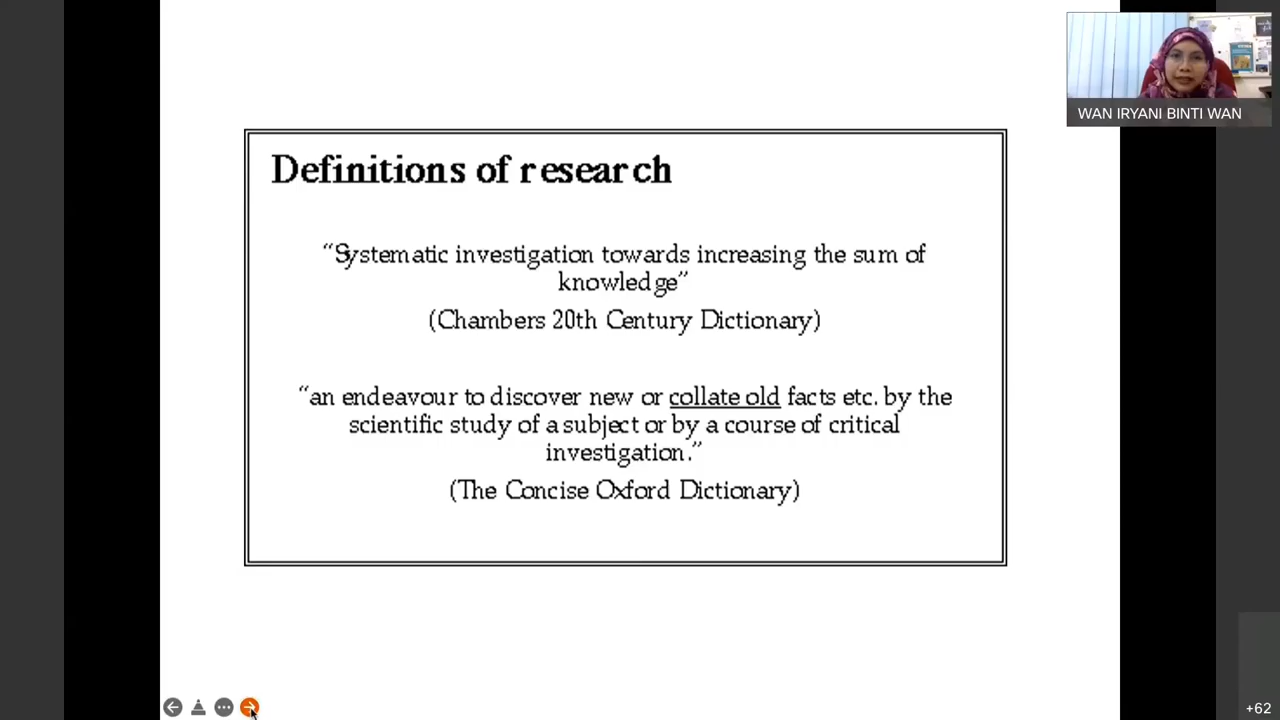 WAN IRYANI BINTI WAN
Definitions of research
“Systematic investigation towards increasing the sum of
knowledge”
(Chambers 20th Century Dictionary)
“an endeavour to discover new or collate old facts etc. by the
scientific study of a subject or by a course of critical
investigation.”
(The Concise Oxford Dictionary)
+62